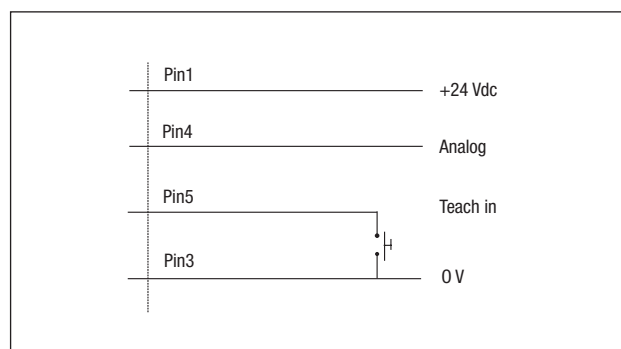 Pin1
+24 Vdc
Pin4
Analog
Pin5
Teach in
Pin3
0 V